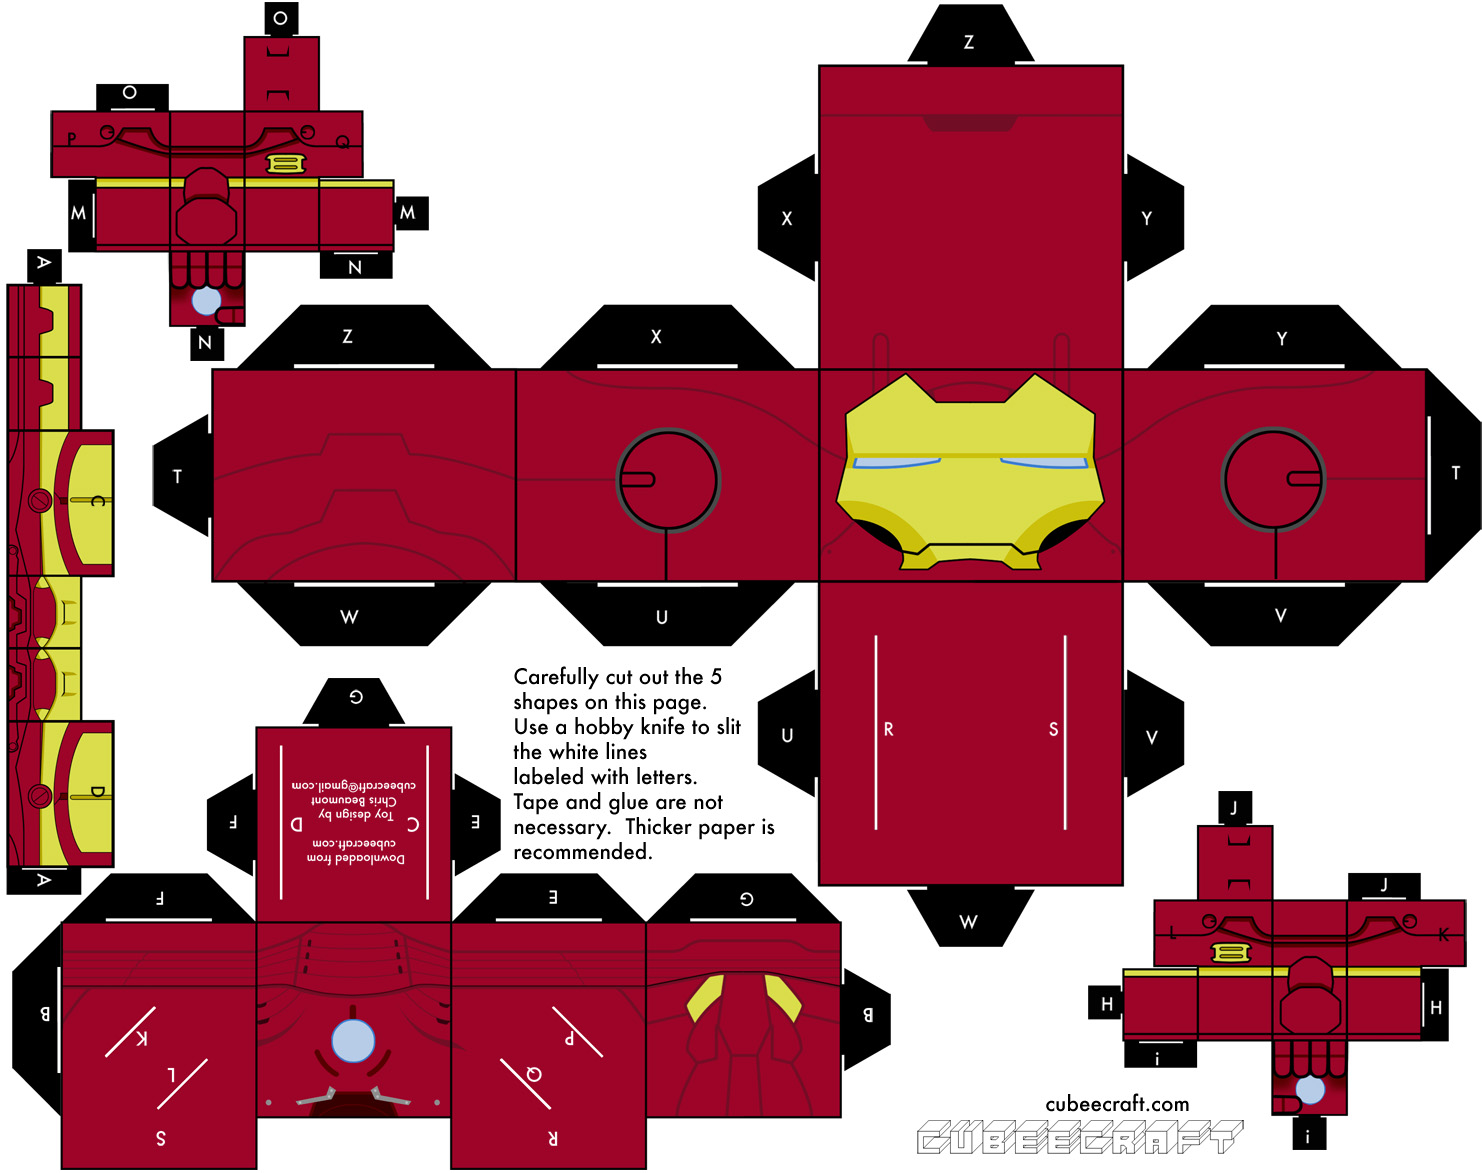 O
O
P
Q
M
M
N
N
A
Z
X
Y
Z
X
Y
T
T
C
W
U
V
Carefully cut out the 5
shapes on this page.
Use a hobby knife to slit
the white lines
labeled with letters.
Tape and glue are not
necessary.  Thicker paper is
recommended.
U
R
S
V
W
D
A
G
F
E
Downloaded from
cubeecraft.com
C
D
Toy design by
Chris Beaumont
cubeecraft@gmail.com
F
E
G
B
B
K
L
S
P
Q
R
J
J
L
K
H
H
i
i
cubeecraft.com
CUBEECRAFT